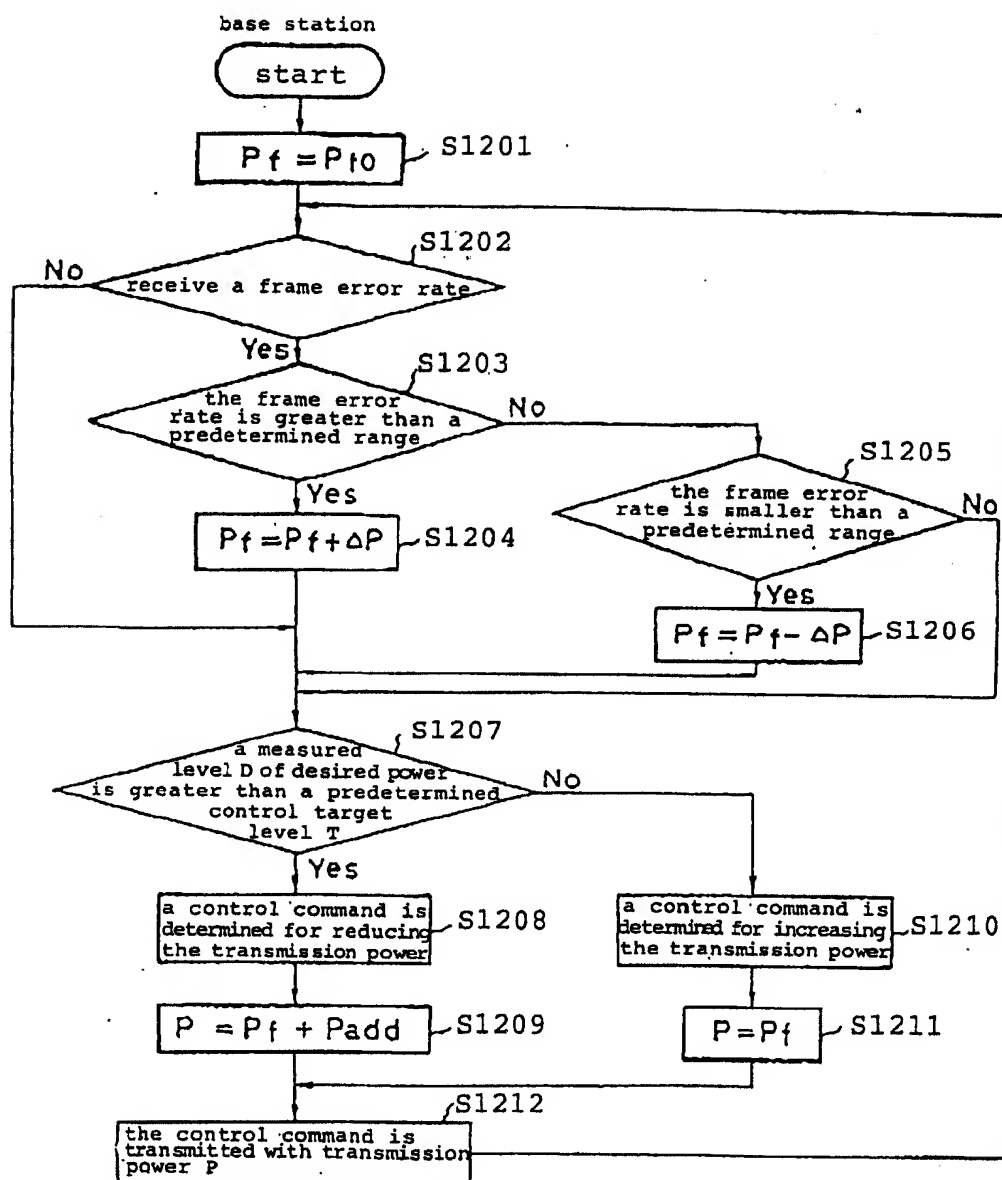 base station
start
Pf = Pfo
S1201
S1202
No
receive a frame error rate
Yes
S1203
the frame error
rate is greater than a
predetermined range
No
S1205
the frame error
rate is smaller than a
predetermined range
No
Yes
Pf = Pf + ΔP
S1204
Yes
Pf = Pf - ΔP
S1206
S1207
a measured
level D of desired power
is greater than a predetermined
control target
level T
No
Yes
a control command is
determined for reducing
the transmission power
S1208
a control command is
determined for increasing
the transmission power
S1210
P = Pf + Padd
S1209
P = Pf
S1211
S1212
the control command is
transmitted with transmission
power P